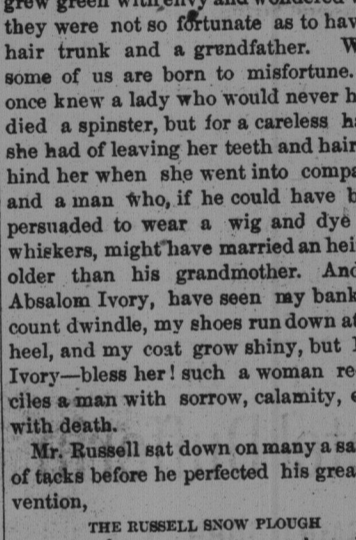 grew green with envy and wondered
they were not so fortunate as to hav
hair trunk and a grandfather. W
some of us are born to misfortune.
once knew a lady who would never h
died a spinster, but for a careless ha
she had of leaving her teeth and hair
hind her when she went into compa
and a man who, if he could have b
persuaded to wear a wig and dye
whiskers, might have married an hei
older than his grandmother. And
Absalom Ivory, have seen my bank
count dwindle, my shoes run down at
heel, and my coat grow shiny, but
Ivory—bless her! such a woman re
ciles a man with sorrow, calamity,
with death.
Mr. Russell sat down on many a sa
of tacks before he perfected his grea
vention,
THE RUSSELL SNOW PLOUGH